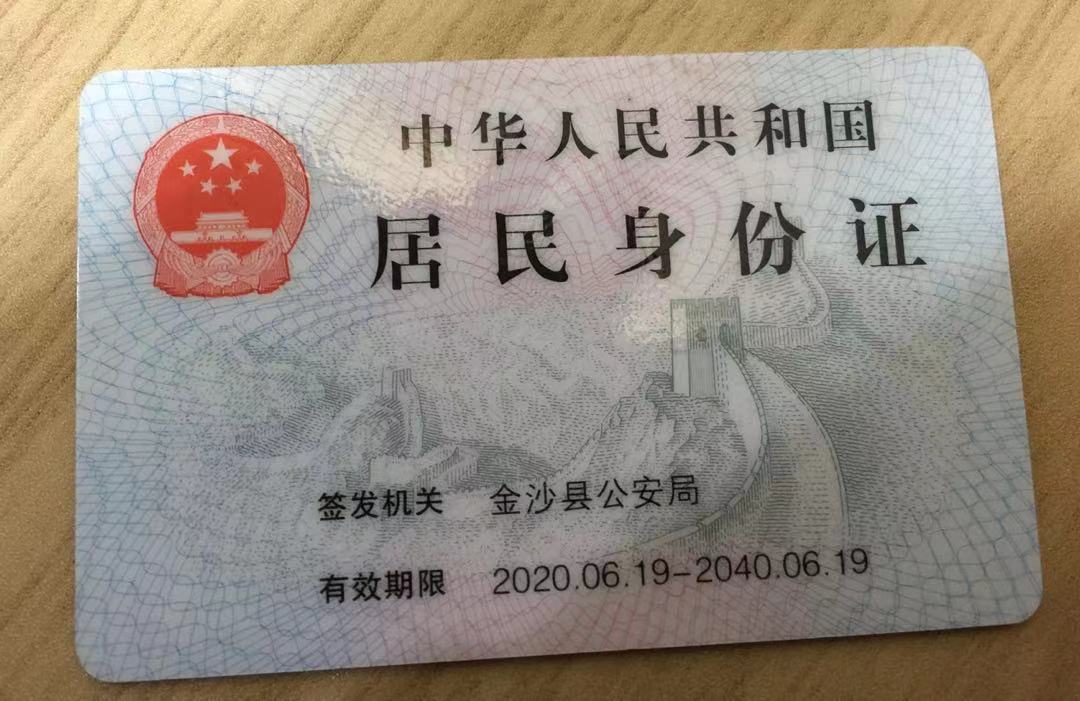 中华人民共和国
居民身份证
签发机关 金沙县公安局
有效期限 2020.06.19-2040.06.19